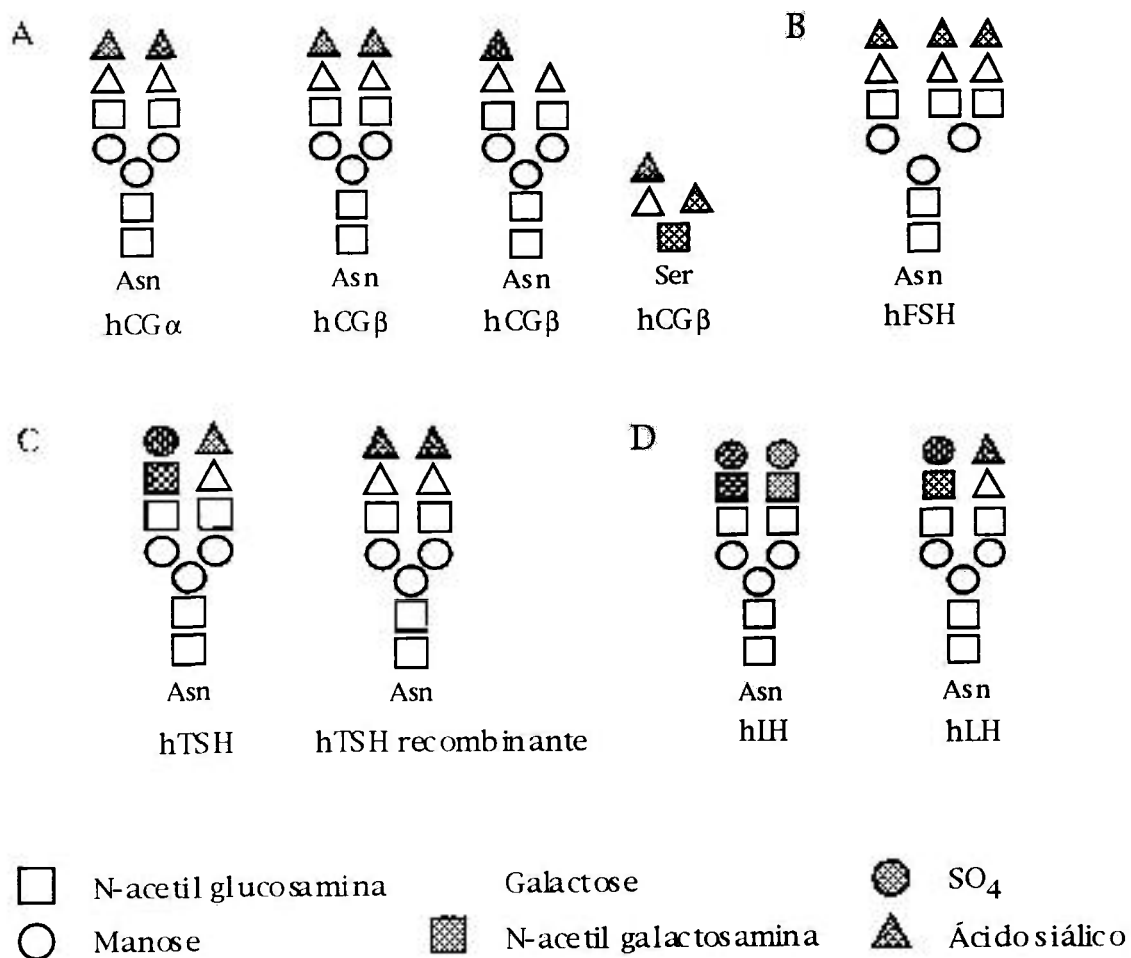 A
B
Asn
Asn
Asn
Ser
Asn
hCGα
hCGβ
hCGβ
hCGβ
hFSH
C
D
Asn
Asn
Asn
Asn
hTSH
hTSH recombinante
hIH
hLH
N-acetil glucosamina
Galactose
SO4
Manose
N-acetil galactosamina
Ácido siálico